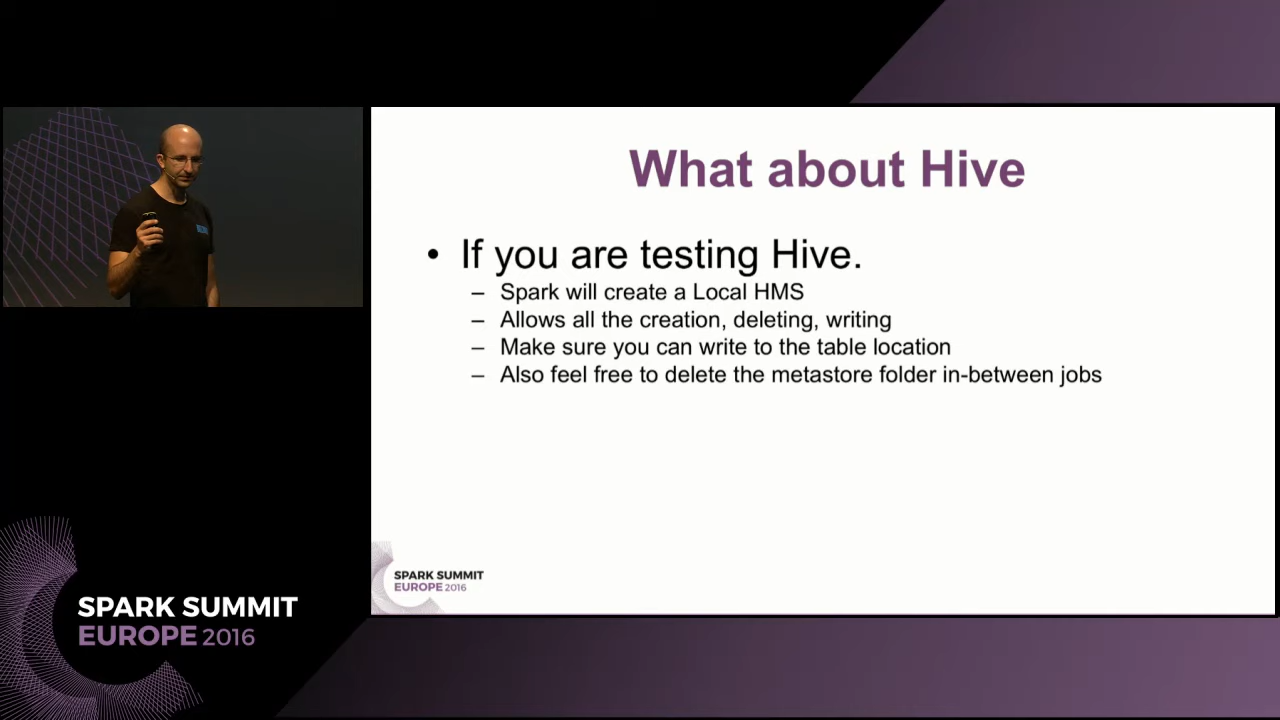 What about Hive
• If you are testing Hive.
– Spark will create a Local HMS
– Allows all the creation, deleting, writing
– Make sure you can write to the table location
– Also feel free to delete the metastore folder in-between jobs
SPARK SUMMIT
EUROPE 2016
SPARK SUMMIT
EUROPE 2016